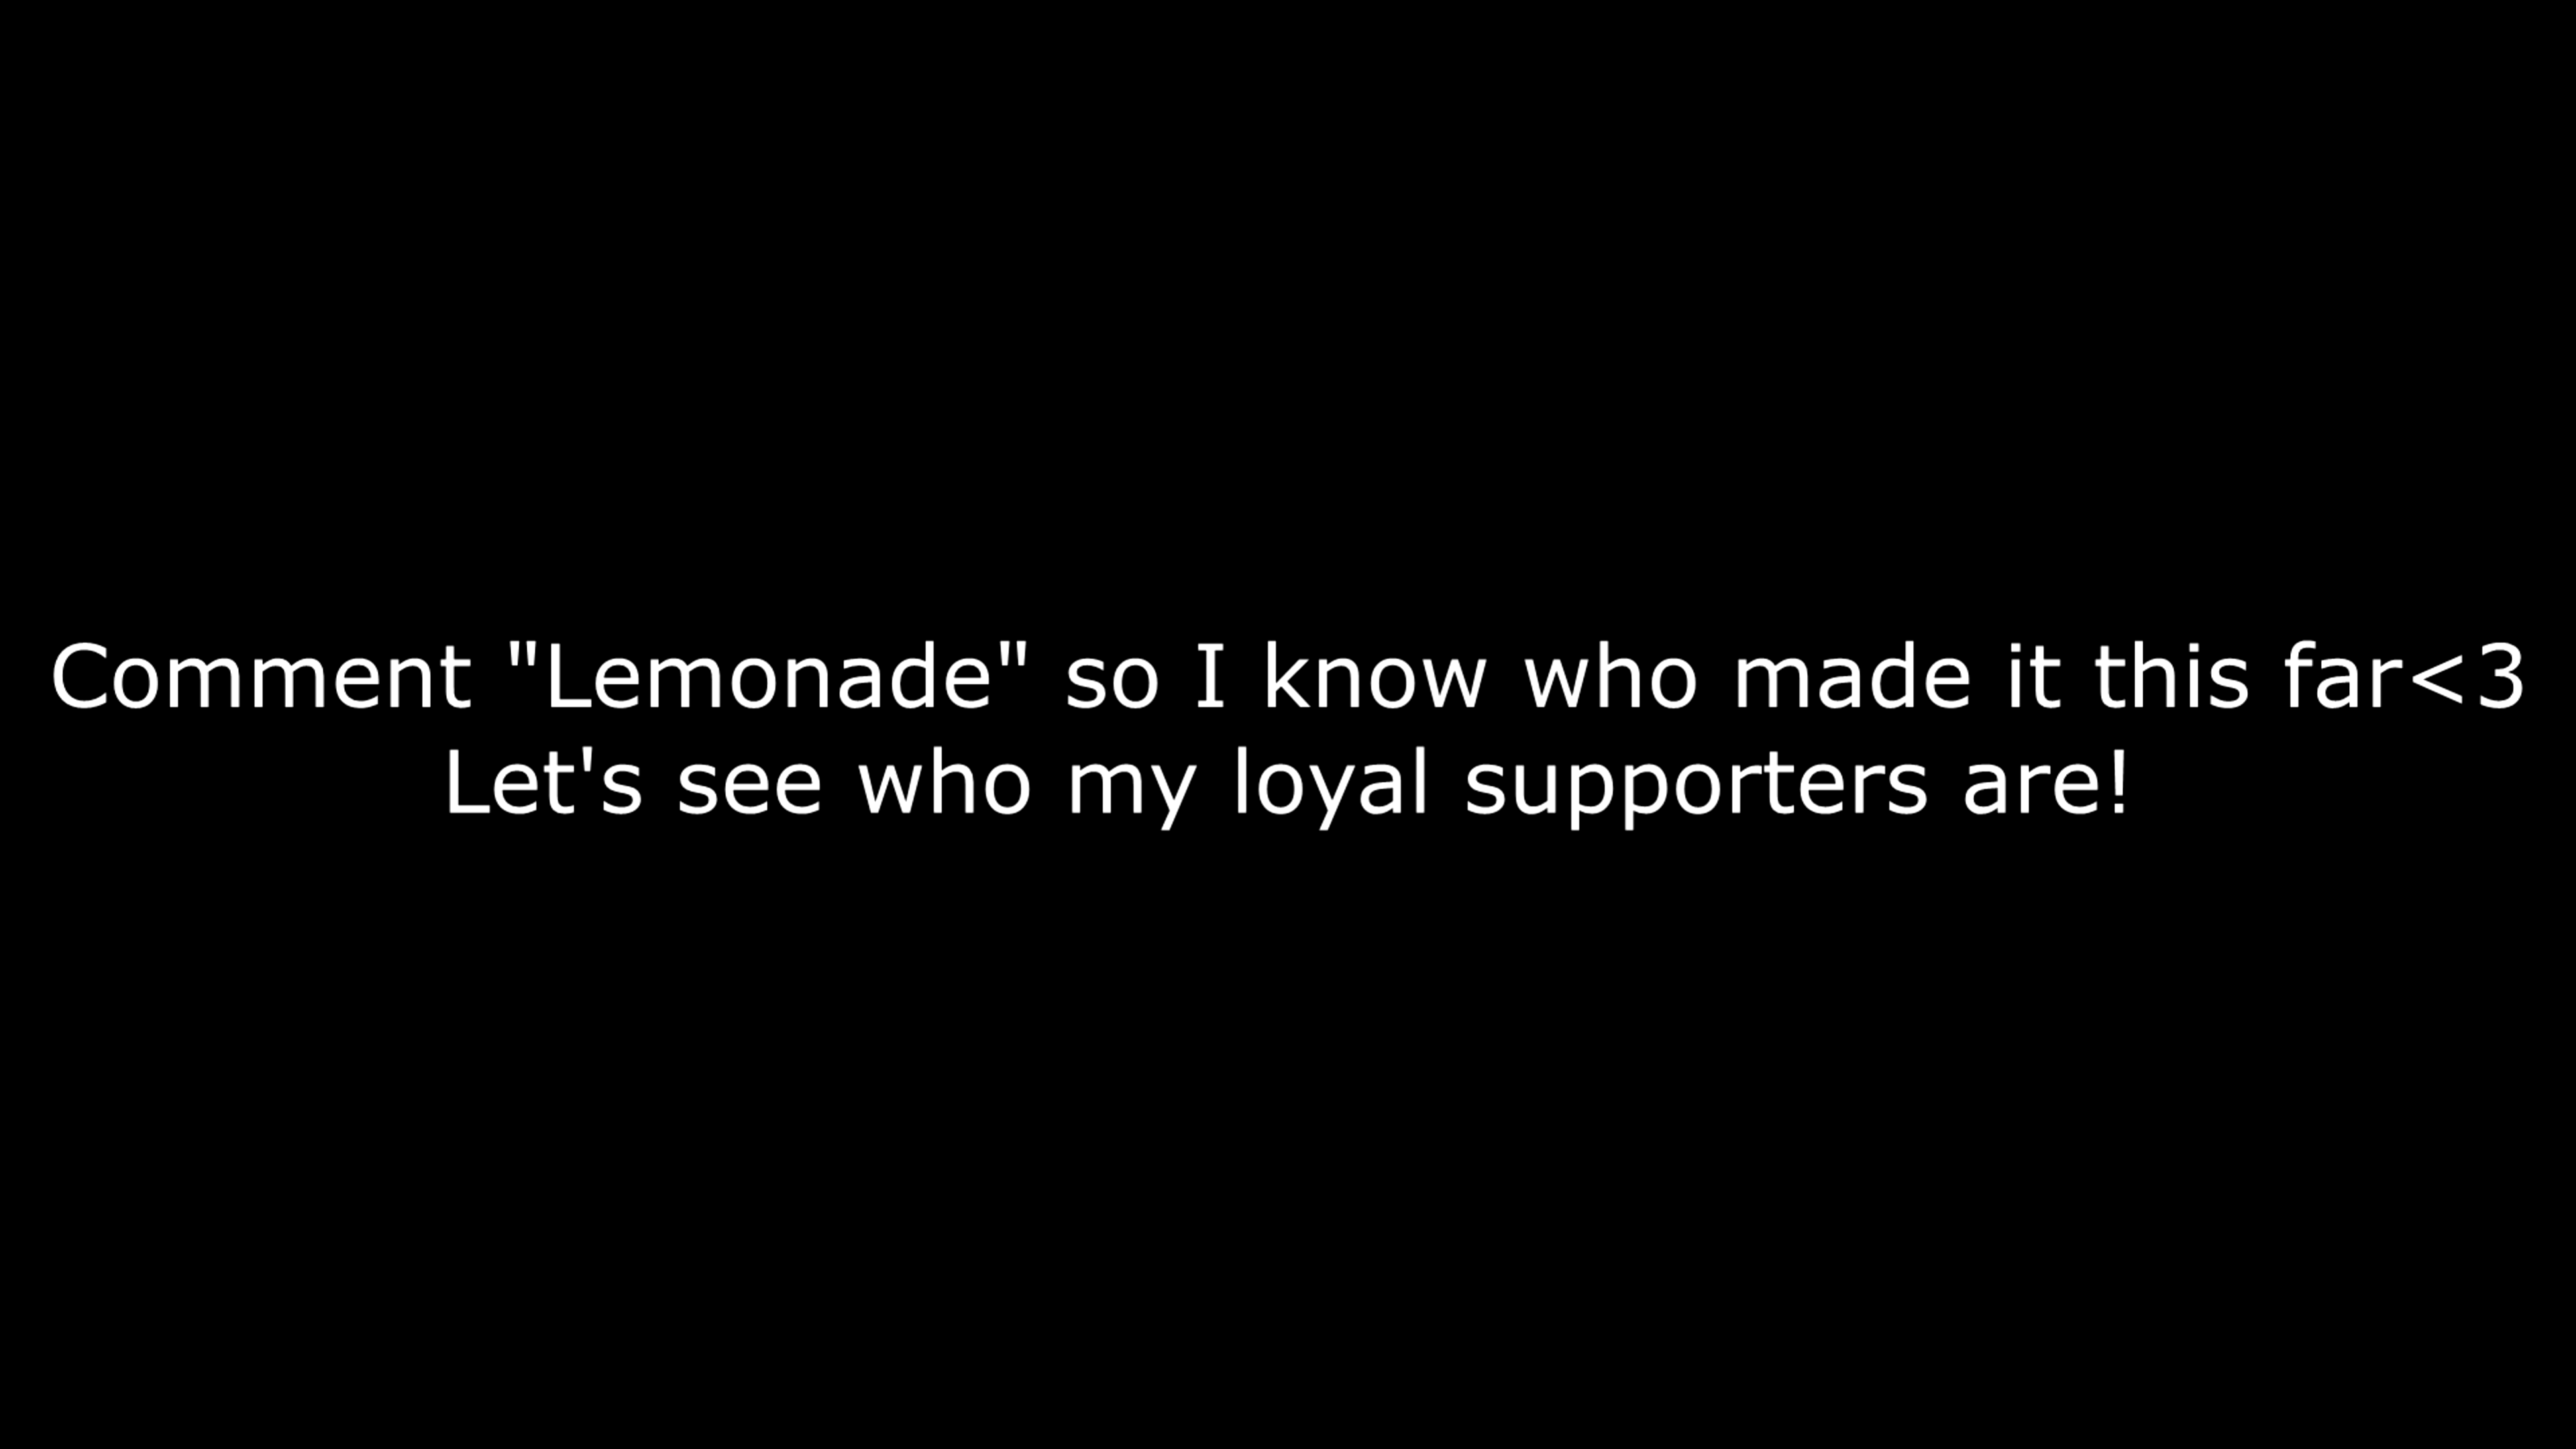 Comment "Lemonade" so I know who made it this far<3
Let's see who my loyal supporters are!